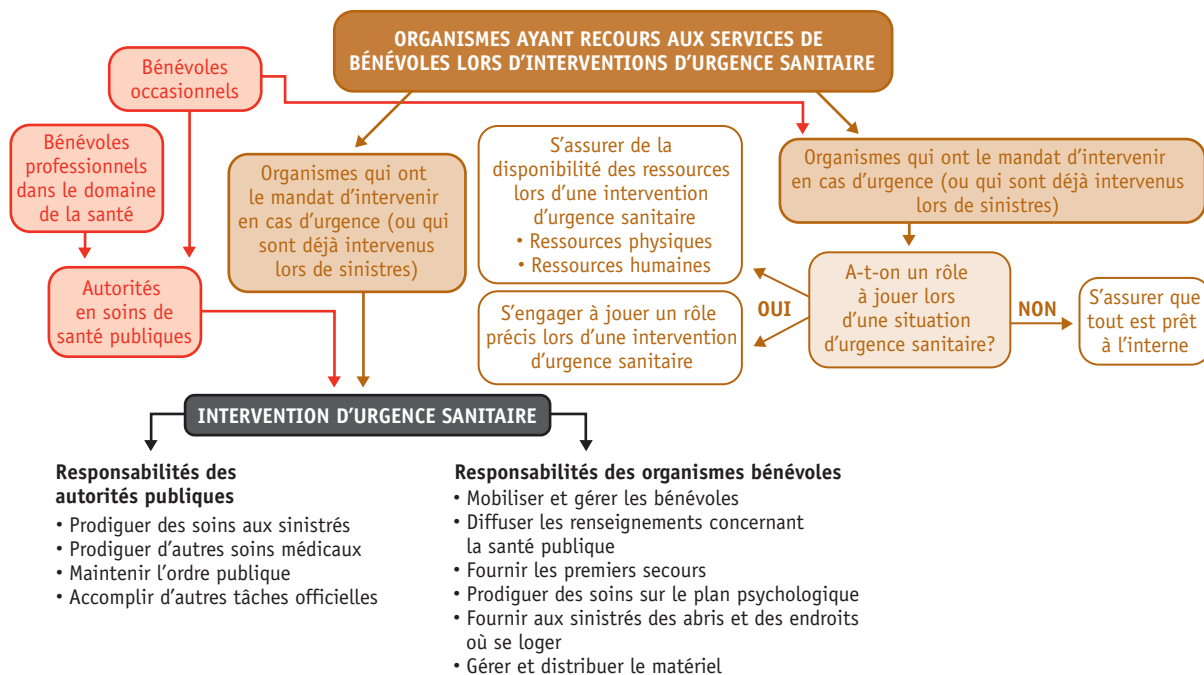 ORGANISMES AYANT RECOURS AUX SERVICES DE
BÉNÉVOLES LORS D'INTERVENTIONS D'URGENCE SANITAIRE
Bénévoles
occasionnels
Bénévoles
professionnels
dans le domaine
de la santé
Autorités
en soins de
santé publiques
Organismes qui ont
le mandat d'intervenir
en cas d'urgence (ou qui
sont déjà intervenus
lors de sinistres)
S'assurer de la
disponibilité des ressources
lors d'une intervention
d'urgence sanitaire
• Ressources physiques
• Ressources humaines
S'engager à jouer un rôle
précis lors d'une intervention
d'urgence sanitaire
Organismes qui ont le mandat d'intervenir
en cas d'urgence (ou qui sont déjà intervenus
lors de sinistres)
OUI
A-t-on un rôle
à jouer lors
d'une situation
d'urgence sanitaire?
NON
S'assurer que
tout est prêt
à l'interne
INTERVENTION D'URGENCE SANITAIRE
Responsabilités des
autorités publiques
• Prodiguer des soins aux sinistrés
• Prodiguer d'autres soins médicaux
• Maintenir l'ordre publique
• Accomplir d'autres tâches officielles
Responsabilités des organismes bénévoles
• Mobiliser et gérer les bénévoles
• Diffuser les renseignements concernant
la santé publique
• Fournir les premiers secours
• Prodiguer des soins sur le plan psychologique
• Fournir aux sinistrés des abris et des endroits
où se loger
• Gérer et distribuer le matériel